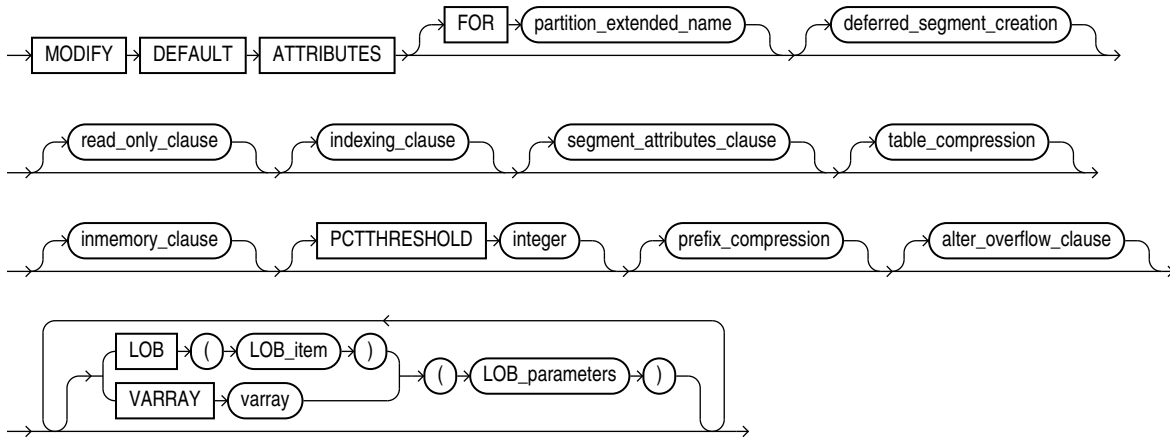 FOR partition_extended_name deferred_segment_creation
MODIFY DEFAULT ATTRIBUTES
read_only_clause indexing_clause segment_attributes_clause table_compression
inmemory_clause PCTTHRESHOLD integer prefix_compression alter_overflow_clause
LOB ( LOB_item )
( LOB_parameters )
VARRAY varray